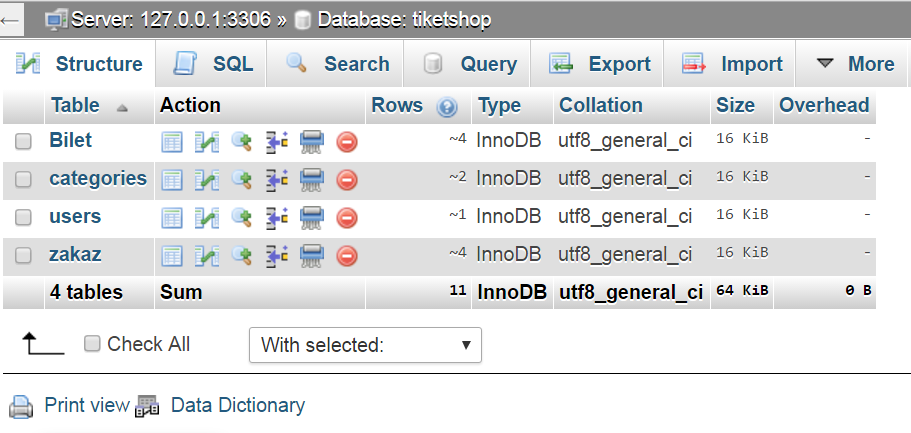 ← Server: 127.0.0.1:3306 » Database: tiketshop
Structure SQL Search Query Export Import More
Table Action Rows Type Collation Size Overhead
Bilet ~4 InnoDB utf8_general_ci 16 KiB -
categories ~2 InnoDB utf8_general_ci 16 KiB -
users ~1 InnoDB utf8_general_ci 16 KiB -
zakaz ~4 InnoDB utf8_general_ci 16 KiB -
4 tables Sum 11 InnoDB utf8_general_ci 64 KiB 0 B
Check All With selected:
Print view Data Dictionary